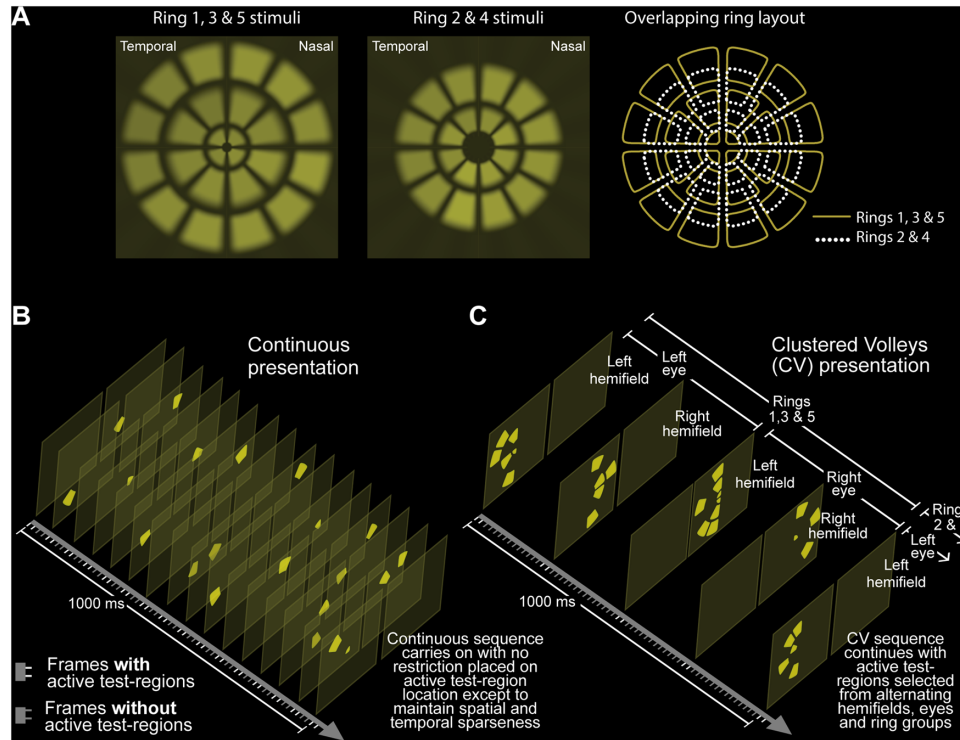 A
Ring 1, 3 & 5 stimuli
Ring 2 & 4 stimuli
Overlapping ring layout
Temporal
Nasal
Temporal
Nasal
Rings 1, 3 & 5
Rings 2 & 4
B
Continuous
presentation
1000 ms
Frames with
active test-regions
Frames without
active test-regions
Continuous sequence
carries on with no
restriction placed on
active test-region
location except to
maintain spatial and
temporal sparseness
C
Clustered Volleys
(CV) presentation
Left
eye
Left
hemifield
Rings
1,3 & 5
Right
hemifield
Left
hemifield
Right
eye
Right
hemifield
Ring
2 &
Left
eye
Left
hemifield
1000 ms
CV sequence
continues with
active test-
regions selected
from alternating
hemifields, eyes
and ring groups